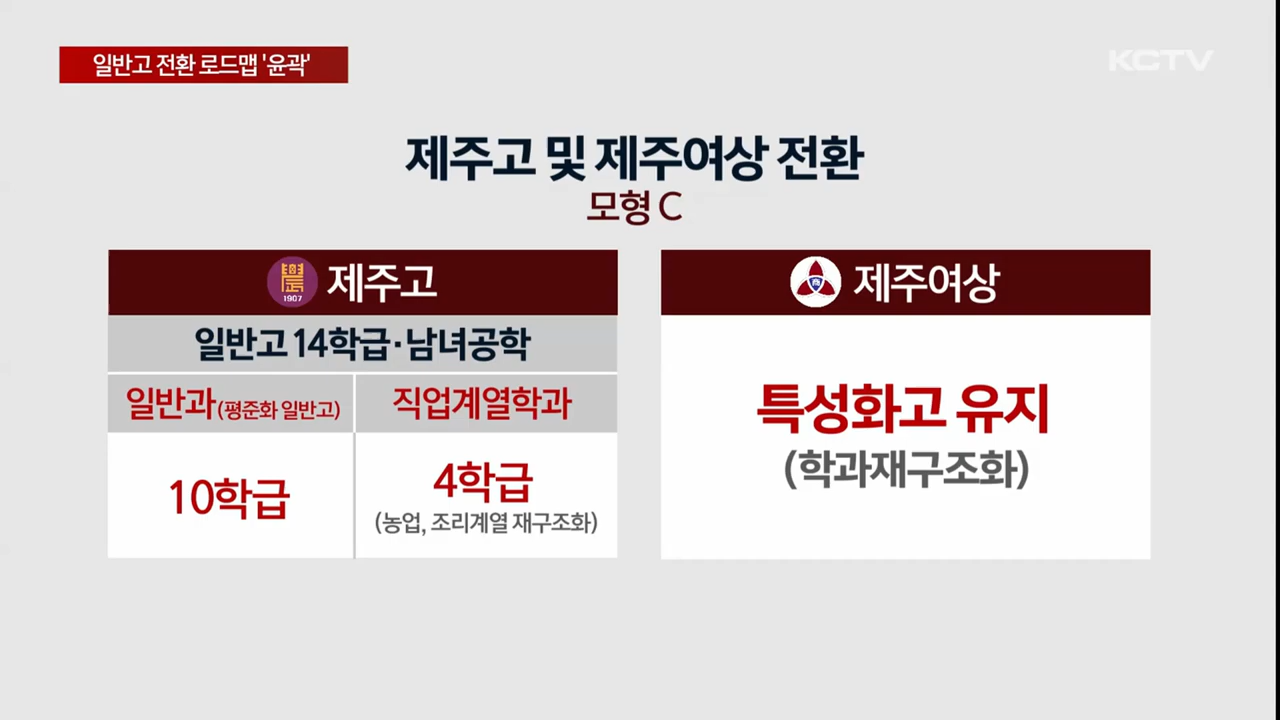 일반고 전환 로드맵 '윤곽'
KCTV
제주고 및 제주여상 전환
모형 C
1907
제주고
일반고 14학급·남녀공학
일반과(평준화 일반고)
직업계열학과
10학급
4학급
(농업, 조리계열 재구조화)
제주여상
특성화고 유지
(학과재구조화)